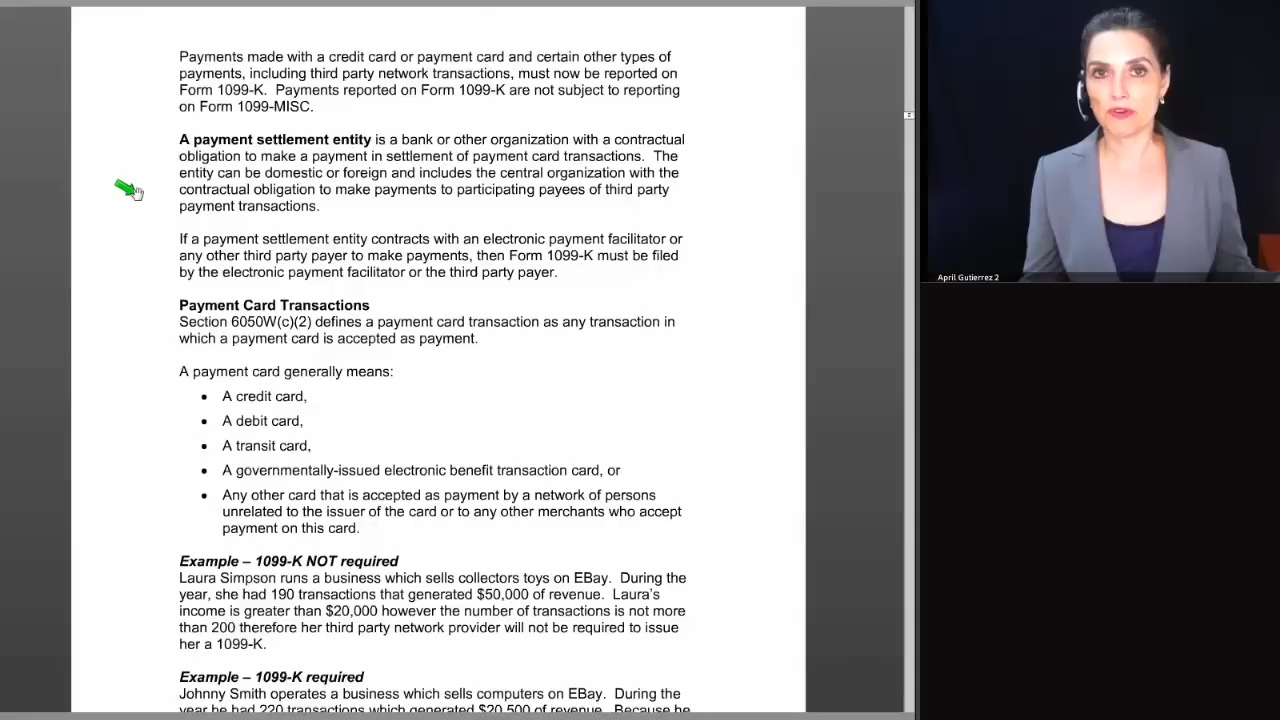 Payments made with a credit card or payment card and certain other types of
payments, including third party network transactions, must now be reported on
Form 1099-K.  Payments reported on Form 1099-K are not subject to reporting
on Form 1099-MISC.
A payment settlement entity is a bank or other organization with a contractual
obligation to make a payment in settlement of payment card transactions.  The
entity can be domestic or foreign and includes the central organization with the
contractual obligation to make payments to participating payees of third party
payment transactions.
If a payment settlement entity contracts with an electronic payment facilitator or
any other third party payer to make payments, then Form 1099-K must be filed
by the electronic payment facilitator or the third party payer.
Payment Card Transactions
Section 6050W(c)(2) defines a payment card transaction as any transaction in
which a payment card is accepted as payment.
A payment card generally means:
• A credit card,
• A debit card,
• A transit card,
• A governmentally-issued electronic benefit transaction card, or
• Any other card that is accepted as payment by a network of persons
unrelated to the issuer of the card or to any other merchants who accept
payment on this card.
Example – 1099-K NOT required
Laura Simpson runs a business which sells collectors toys on EBay.  During the
year, she had 190 transactions that generated $50,000 of revenue.  Laura's
income is greater than $20,000 however the number of transactions is not more
than 200 therefore her third party network provider will not be required to issue
her a 1099-K.
Example – 1099-K required
Johnny Smith operates a business which sells computers on EBay.  During the
year he had 220 transactions which generated $20,500 of revenue.  Because he
April Gutierrez 2